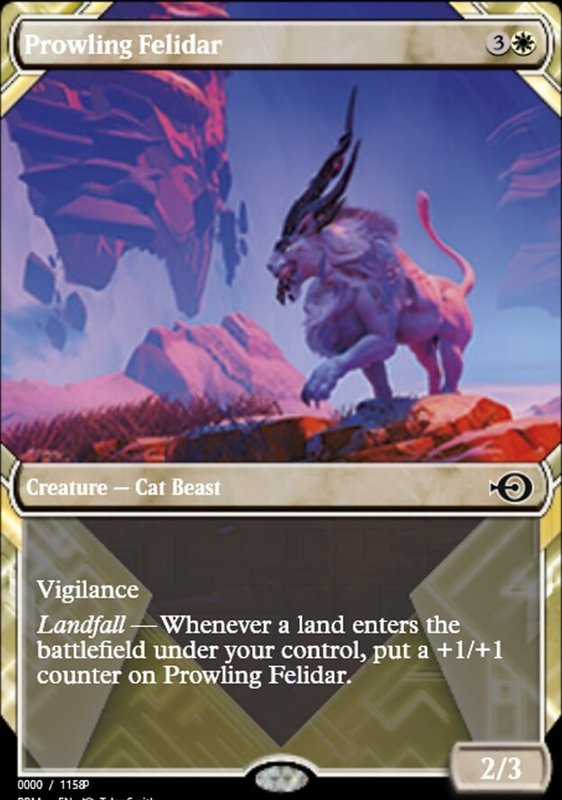 Prowling Felidar 3
Creature — Cat Beast
Vigilance
Landfall — Whenever a land enters the
battlefield under your control, put a +1/+1
counter on Prowling Felidar.
2/3
0000 / 1158P